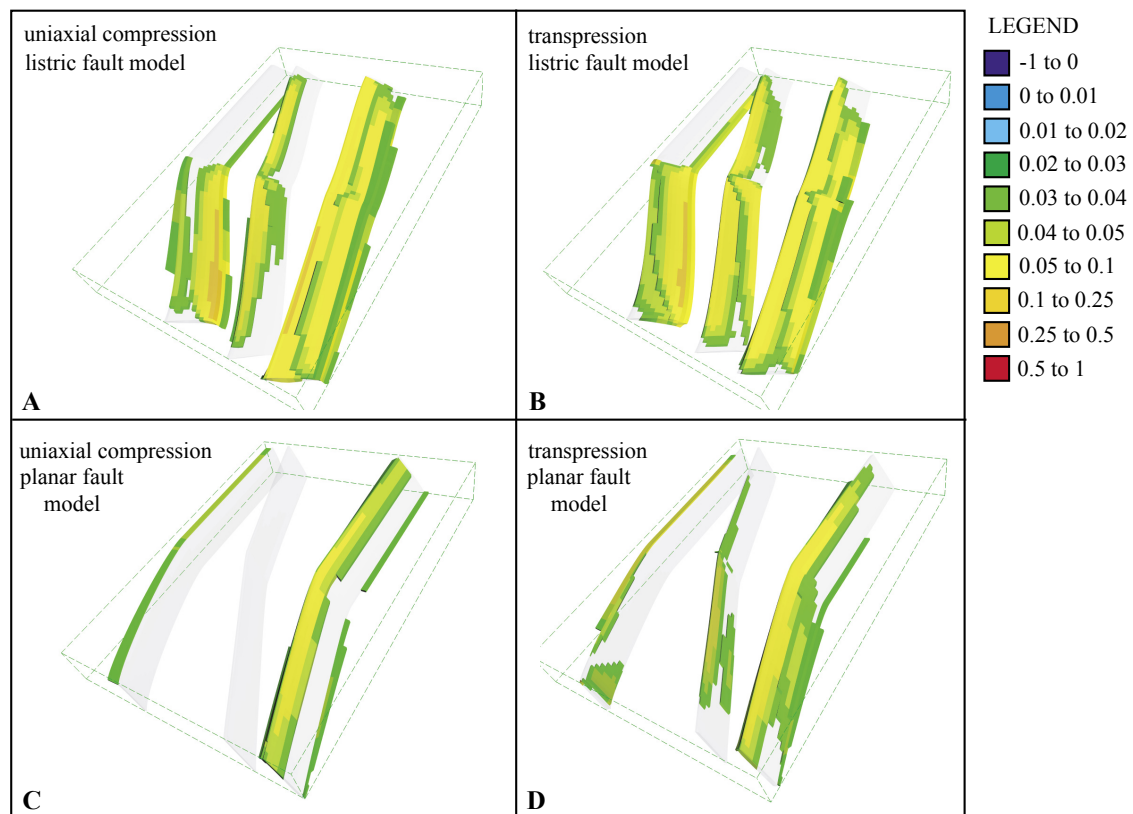 uniaxial compression
listric fault model
A
transpression
listric fault model
B
uniaxial compression
planar fault
model
C
transpression
planar fault
model
D
LEGEND
-1 to 0
0 to 0.01
0.01 to 0.02
0.02 to 0.03
0.03 to 0.04
0.04 to 0.05
0.05 to 0.1
0.1 to 0.25
0.25 to 0.5
0.5 to 1